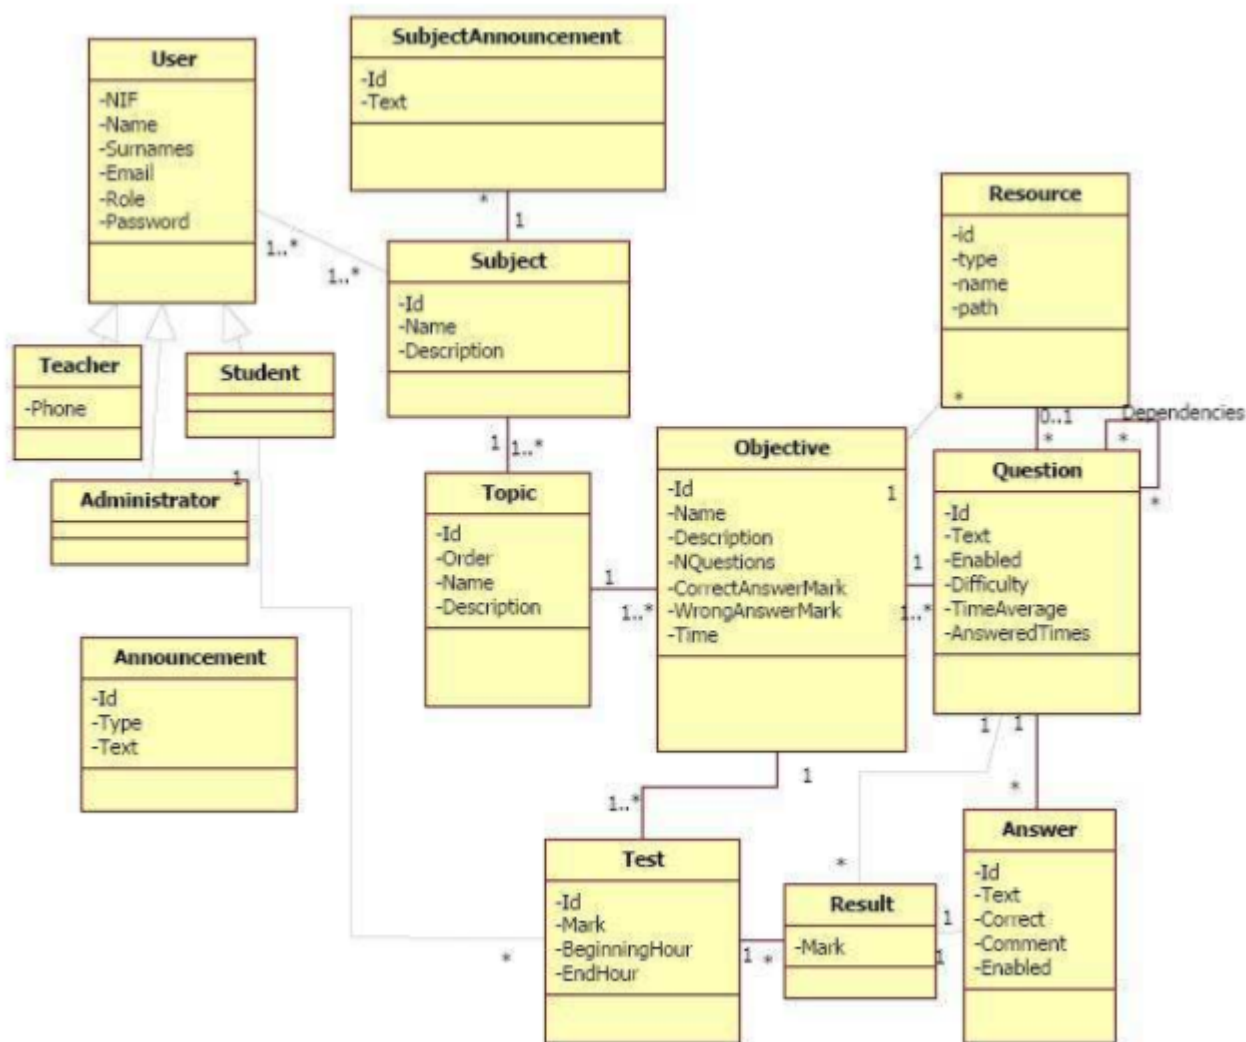 User
-NIF
-Name
-Surnames
-Email
-Role
-Password
1..*
1..*
SubjectAnnouncement
-Id
-Text
*
1
Subject
-Id
-Name
-Description
1
1..*
Resource
-id
-type
-name
-path
*
0..1
*
Dependencies
*
*
Teacher
-Phone
Student
1
Administrator
Topic
-Id
-Order
-Name
-Description
1
1..*
Objective
-Id
-Name
-Description
-NQuestions
-CorrectAnswerMark
-WrongAnswerMark
-Time
1
1
1..*
Question
-Id
-Text
-Enabled
-Difficulty
-TimeAverage
-AnsweredTimes
1
1
Announcement
-Id
-Type
-Text
1
1..*
*
*
Test
-Id
-Mark
-BeginningHour
-EndHour
*
1
*
Result
-Mark
1
1
Answer
-Id
-Text
-Correct
-Comment
-Enabled